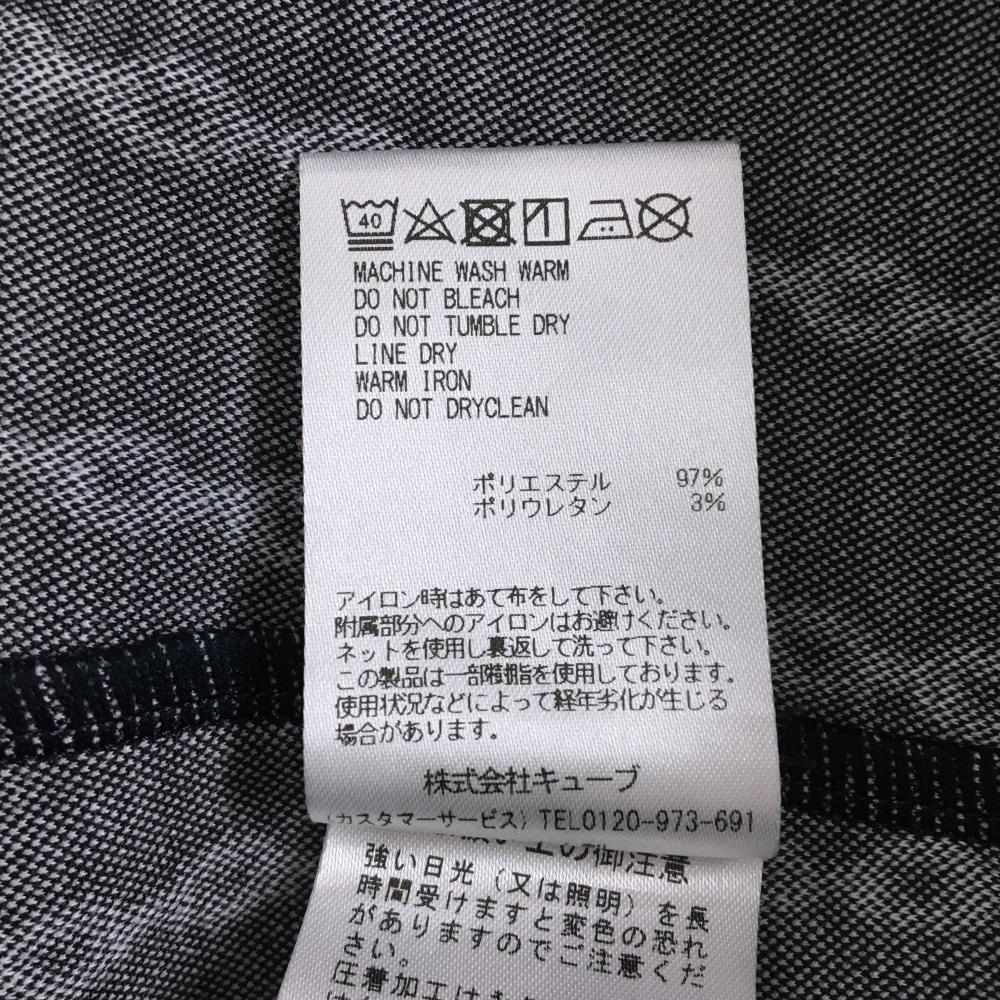 40
MACHINE WASH WARM
DO NOT BLEACH
DO NOT TUMBLE DRY
LINE DRY
WARM IRON
DO NOT DRYCLEAN
ポリエステル 97%
ポリウレタン 3%
アイロン時はあて布をして下さい。
附属部分へのアイロンはお避けください。
ネットを使用し裏返して洗って下さい。
この製品は一部樹脂を使用しております。
使用状況などによって経年劣化が生じる
場合があります。
株式会社キューブ
(カスタマーサービス) TEL0120-973-691
の御注意
強い日光(又は照明)を長
時間受けますと変色の恐れ
がありますのでご注意くだ
さい。
圧着加工は